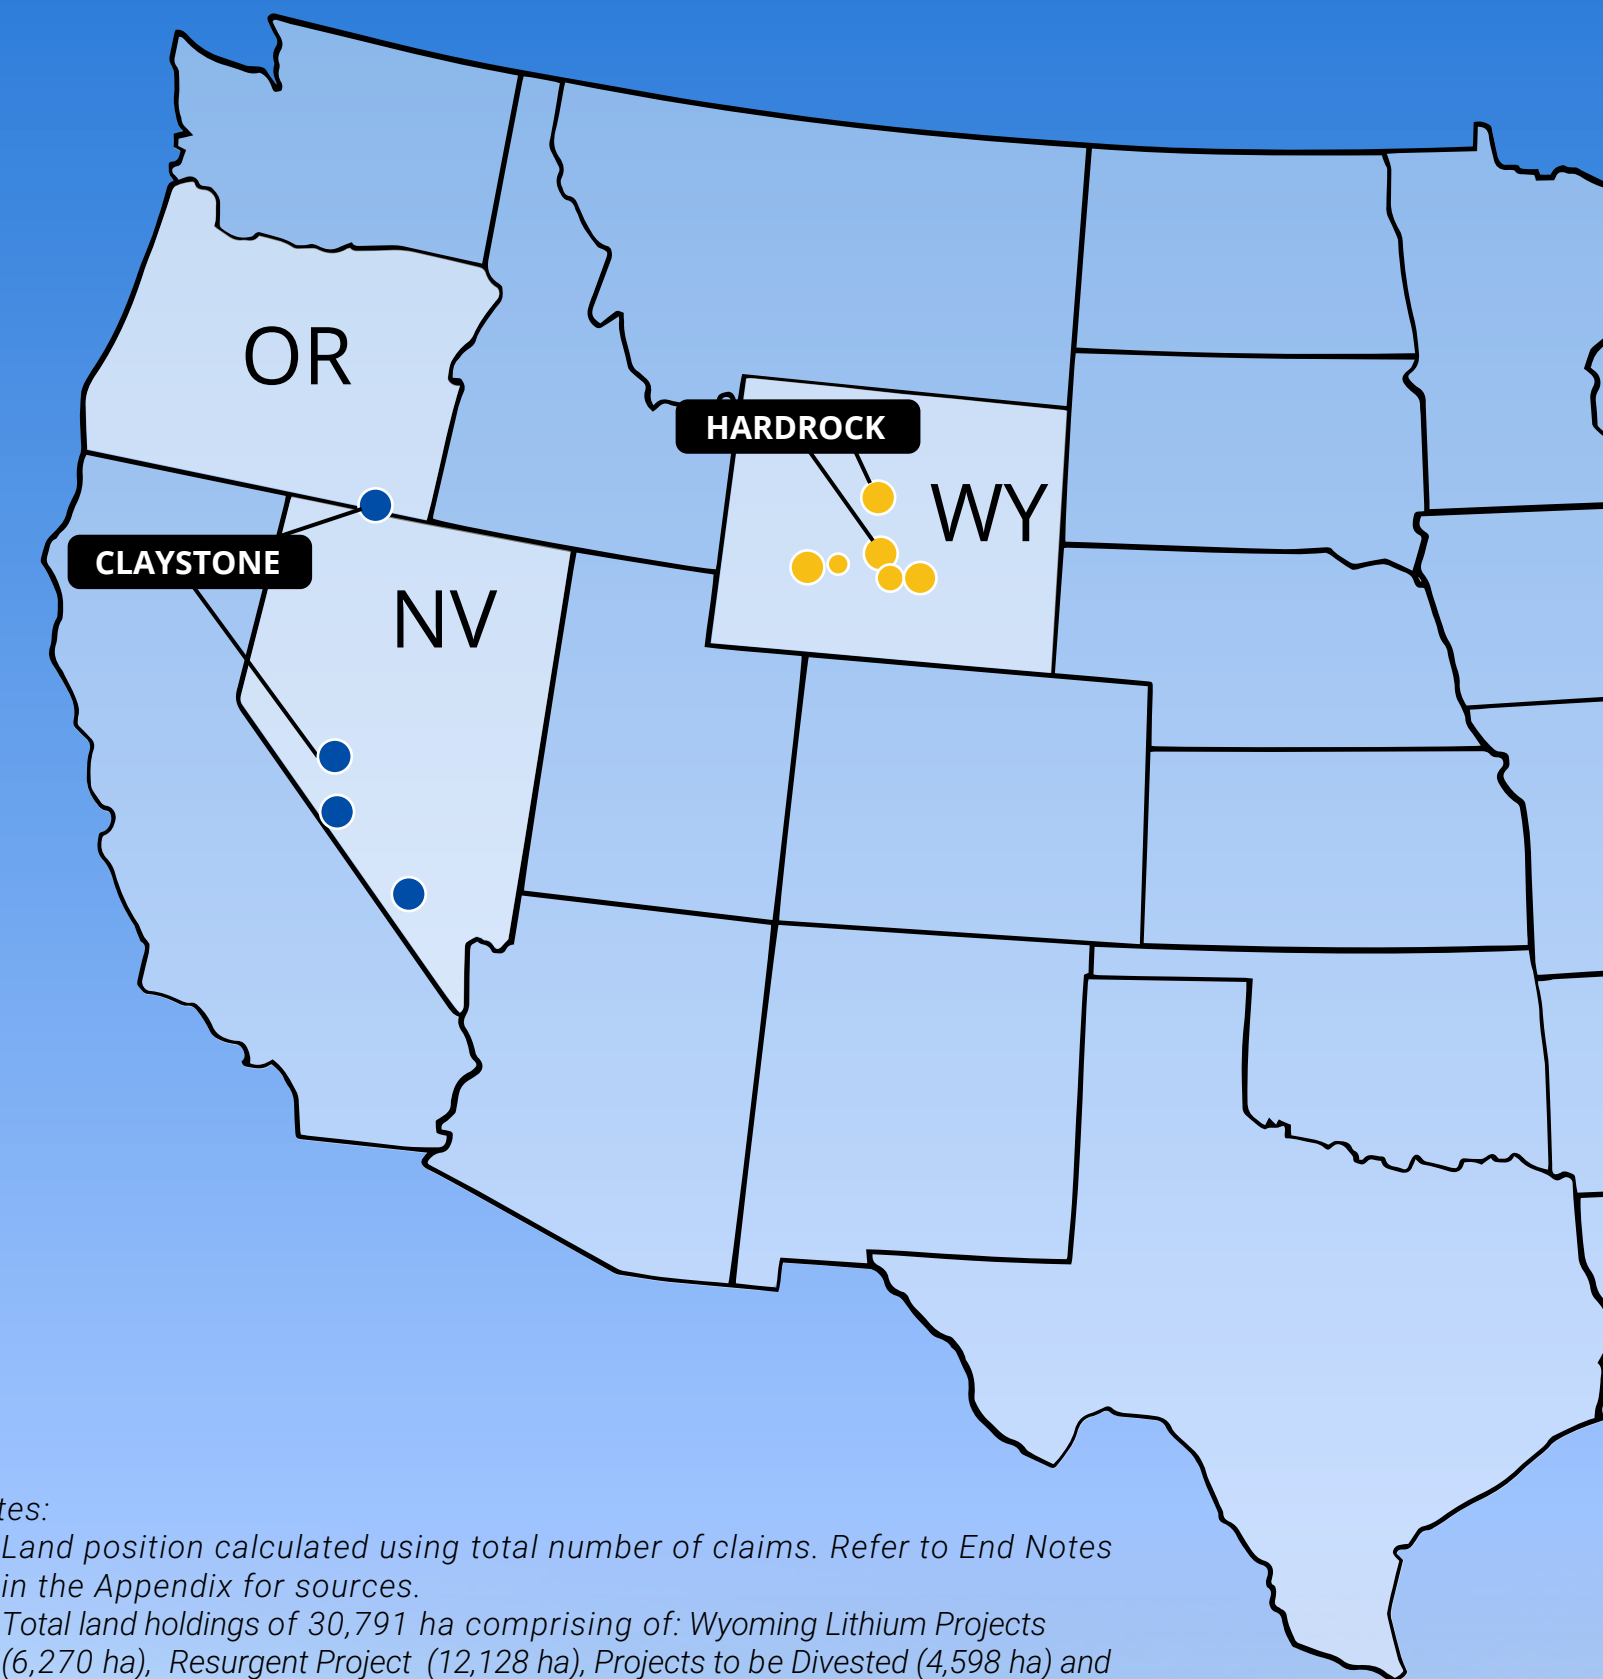 OR
HARDROCK
WY
CLAYSTONE
NV
tes:
Land position calculated using total number of claims. Refer to End Notes
in the Appendix for sources.
Total land holdings of 30,791 ha comprising of: Wyoming Lithium Projects
(6,270 ha), Resurgent Project (12,128 ha), Projects to be Divested (4,598 ha) and